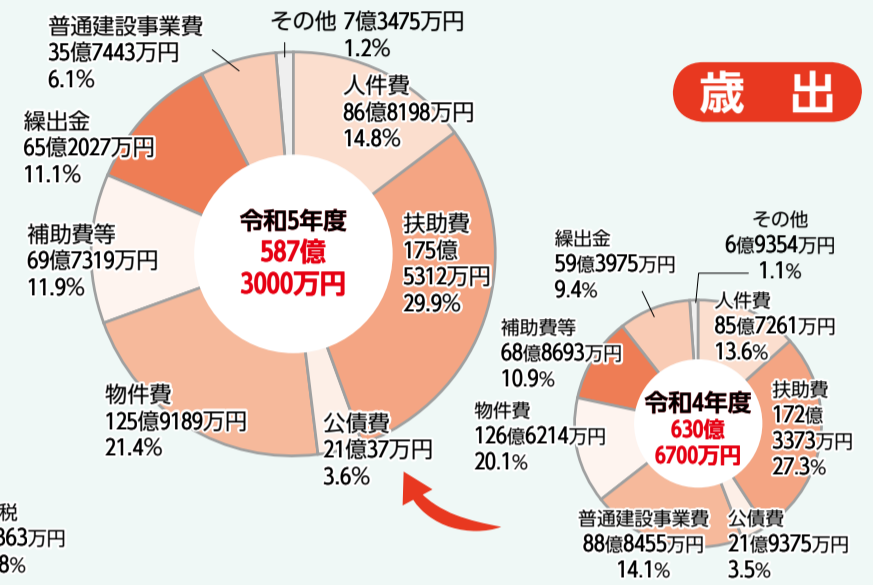 歳出
普通建設事業費
35億7443万円
6.1%
その他 7億3475万円
1.2%
人件費
86億8198万円
14.8%
繰出金
65億2027万円
11.1%
補助費等
69億7319万円
11.9%
令和5年度
587億
3000万円
扶助費
175億
5312万円
29.9%
物件費
125億9189万円
21.4%
公債費
21億37万円
3.6%
その他
6億9354万円
1.1%
繰出金
59億3975万円
9.4%
人件費
85億7261万円
13.6%
補助費等
68億8693万円
10.9%
令和4年度
630億
6700万円
扶助費
172億
3373万円
27.3%
物件費
126億6214万円
20.1%
普通建設事業費
88億8455万円
14.1%
公債費
21億9375万円
3.5%
税
363万円
8%